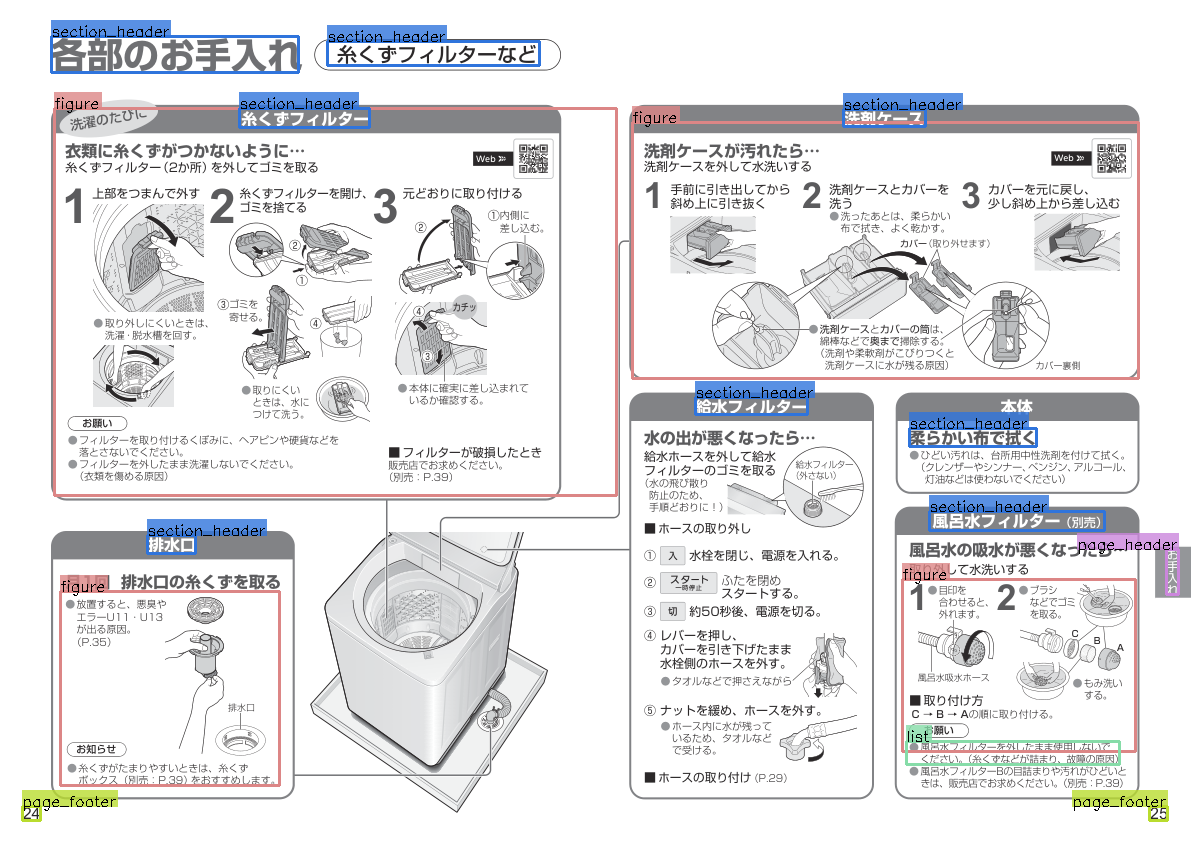 section_header
各部のお手入れ
section_header
糸くずフィルターなど
figure
洗濯のたびに
section_header
糸くずフィルター
衣類に糸くずがつかないように…
糸くずフィルター（2か所）を外してゴミを取る
Web
1 上部をつまんで外す
●取り外しにくいときは、
洗濯・脱水槽を回す。
2 糸くずフィルターを開け、
ゴミを捨てる
②
①
③ゴミを
寄せる。
④
●取りにくい
ときは、水に
つけて洗う。
3 元どおりに取り付ける
①内側に
差し込む。
②
カチッ
④
③
●本体に確実に差し込まれて
いるか確認する。
お願い
●フィルターを取り付けるくぼみに、ヘアピンや硬貨などを
落とさないでください。
●フィルターを外したまま洗濯しないでください。
（衣類を傷める原因）
■フィルターが破損したとき
販売店でお求めください。
（別売：P.39）
section_header
排水口
figure
排水口の糸くずを取る
●放置すると、悪臭や
エラーU11・U13
が出る原因。
（P.35）
排水口
お知らせ
●糸くずがたまりやすいときは、糸くず
ボックス（別売：P.39）をおすすめします。
page_footer
24
figure
section_header
洗剤ケース
洗剤ケースが汚れたら…
洗剤ケースを外して水洗いする
Web
1 手前に引き出してから
斜め上に引き抜く
2 洗剤ケースとカバーを
洗う
●洗ったあとは、柔らかい
布で拭き、よく乾かす。
カバー（取り外せます）
●洗剤ケースとカバーの筒は、
綿棒などで奥まで掃除する。
（洗剤や柔軟剤がこびりつくと
洗剤ケースに水が残る原因）
3 カバーを元に戻し、
少し斜め上から差し込む
カバー裏側
section_header
給水フィルター
水の出が悪くなったら…
給水ホースを外して給水
フィルターのゴミを取る
（水の飛び散り
防止のため、
手順どおりに！）
給水フィルター
（外さない）
■ホースの取り外し
① 入 水栓を閉じ、電源を入れる。
② スタート 一時停止 ふたを閉め
スタートする。
③ 切 約50秒後、電源を切る。
④ レバーを押し、
カバーを引き下げたまま
水栓側のホースを外す。
●タオルなどで押さえながら
⑤ ナットを緩め、ホースを外す。
●ホース内に水が残って
いるため、タオルなど
で受ける。
■ホースの取り付け（P.29）
本体
section_header
柔らかい布で拭く
●ひどい汚れは、台所用中性洗剤を付けて拭く。
（クレンザーやシンナー、ベンジン、アルコール、
灯油などは使わないでください）
section_header
風呂水フィルター（別売）
page_header
お手入れ
風呂水の吸水が悪くなったら…
figure
して水洗いする
1 ●目印を
合わせると、
外れます。
風呂水吸水ホース
2 ●ブラシ
などでゴミ
を取る。
C
B
A
●もみ洗い
する。
■取り付け方
C → B → Aの順に取り付ける。
お願い
list
●風呂水フィルターを外したまま使用しないで
ください。（糸くずなどが詰まり、故障の原因）
●風呂水フィルターBの目詰まりや汚れがひどいと
きは、販売店でお求めください。（別売：P.39）
page_footer
25